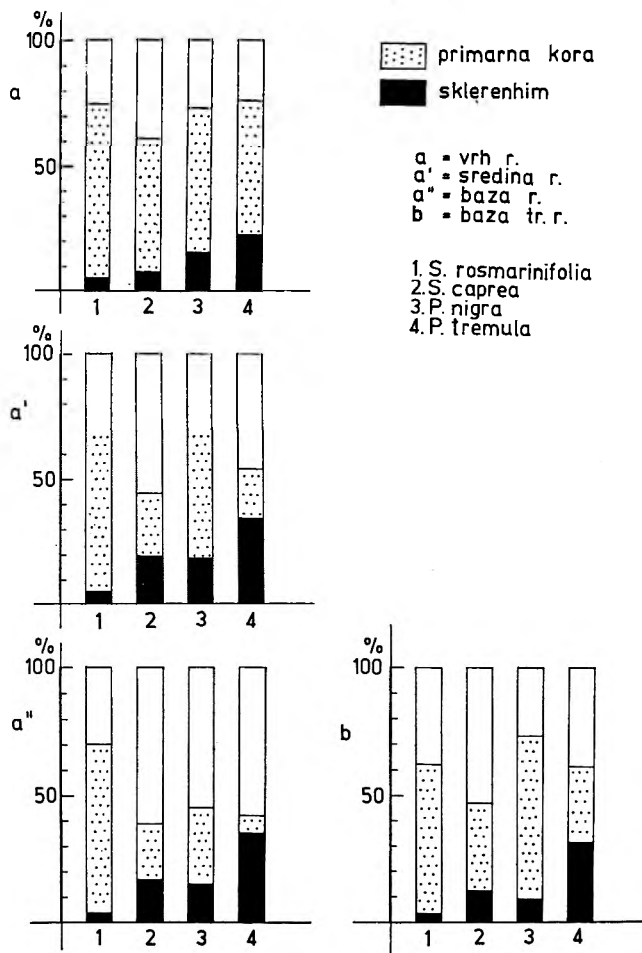 %
100
a
50
1 2 3 4
primarna kora
sklerenhim
a = vrh r.
a' = sredina r.
a" = baza r.
b = baza tr. r.
1. S. rosmarinifolia
2. S. caprea
3. P. nigra
4. P. tremula
%
100
a'
50
1 2 3 4
%
100
a"
50
1 2 3 4
%
100
b
50
1 2 3 4